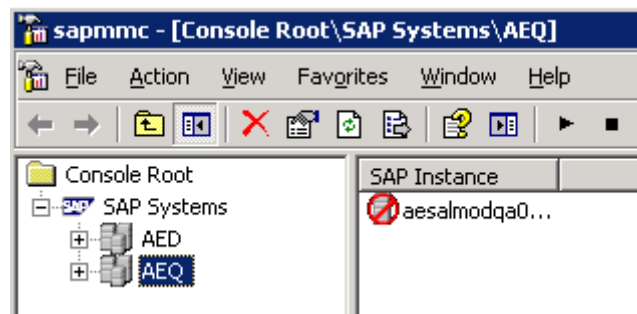 sapmmc - [Console Root\SAP Systems\AEQ]
File Action View Favorites Window Help
Console Root
SAP Instance
SAP SAP Systems
aesalmodqa0...
AED
AEQ